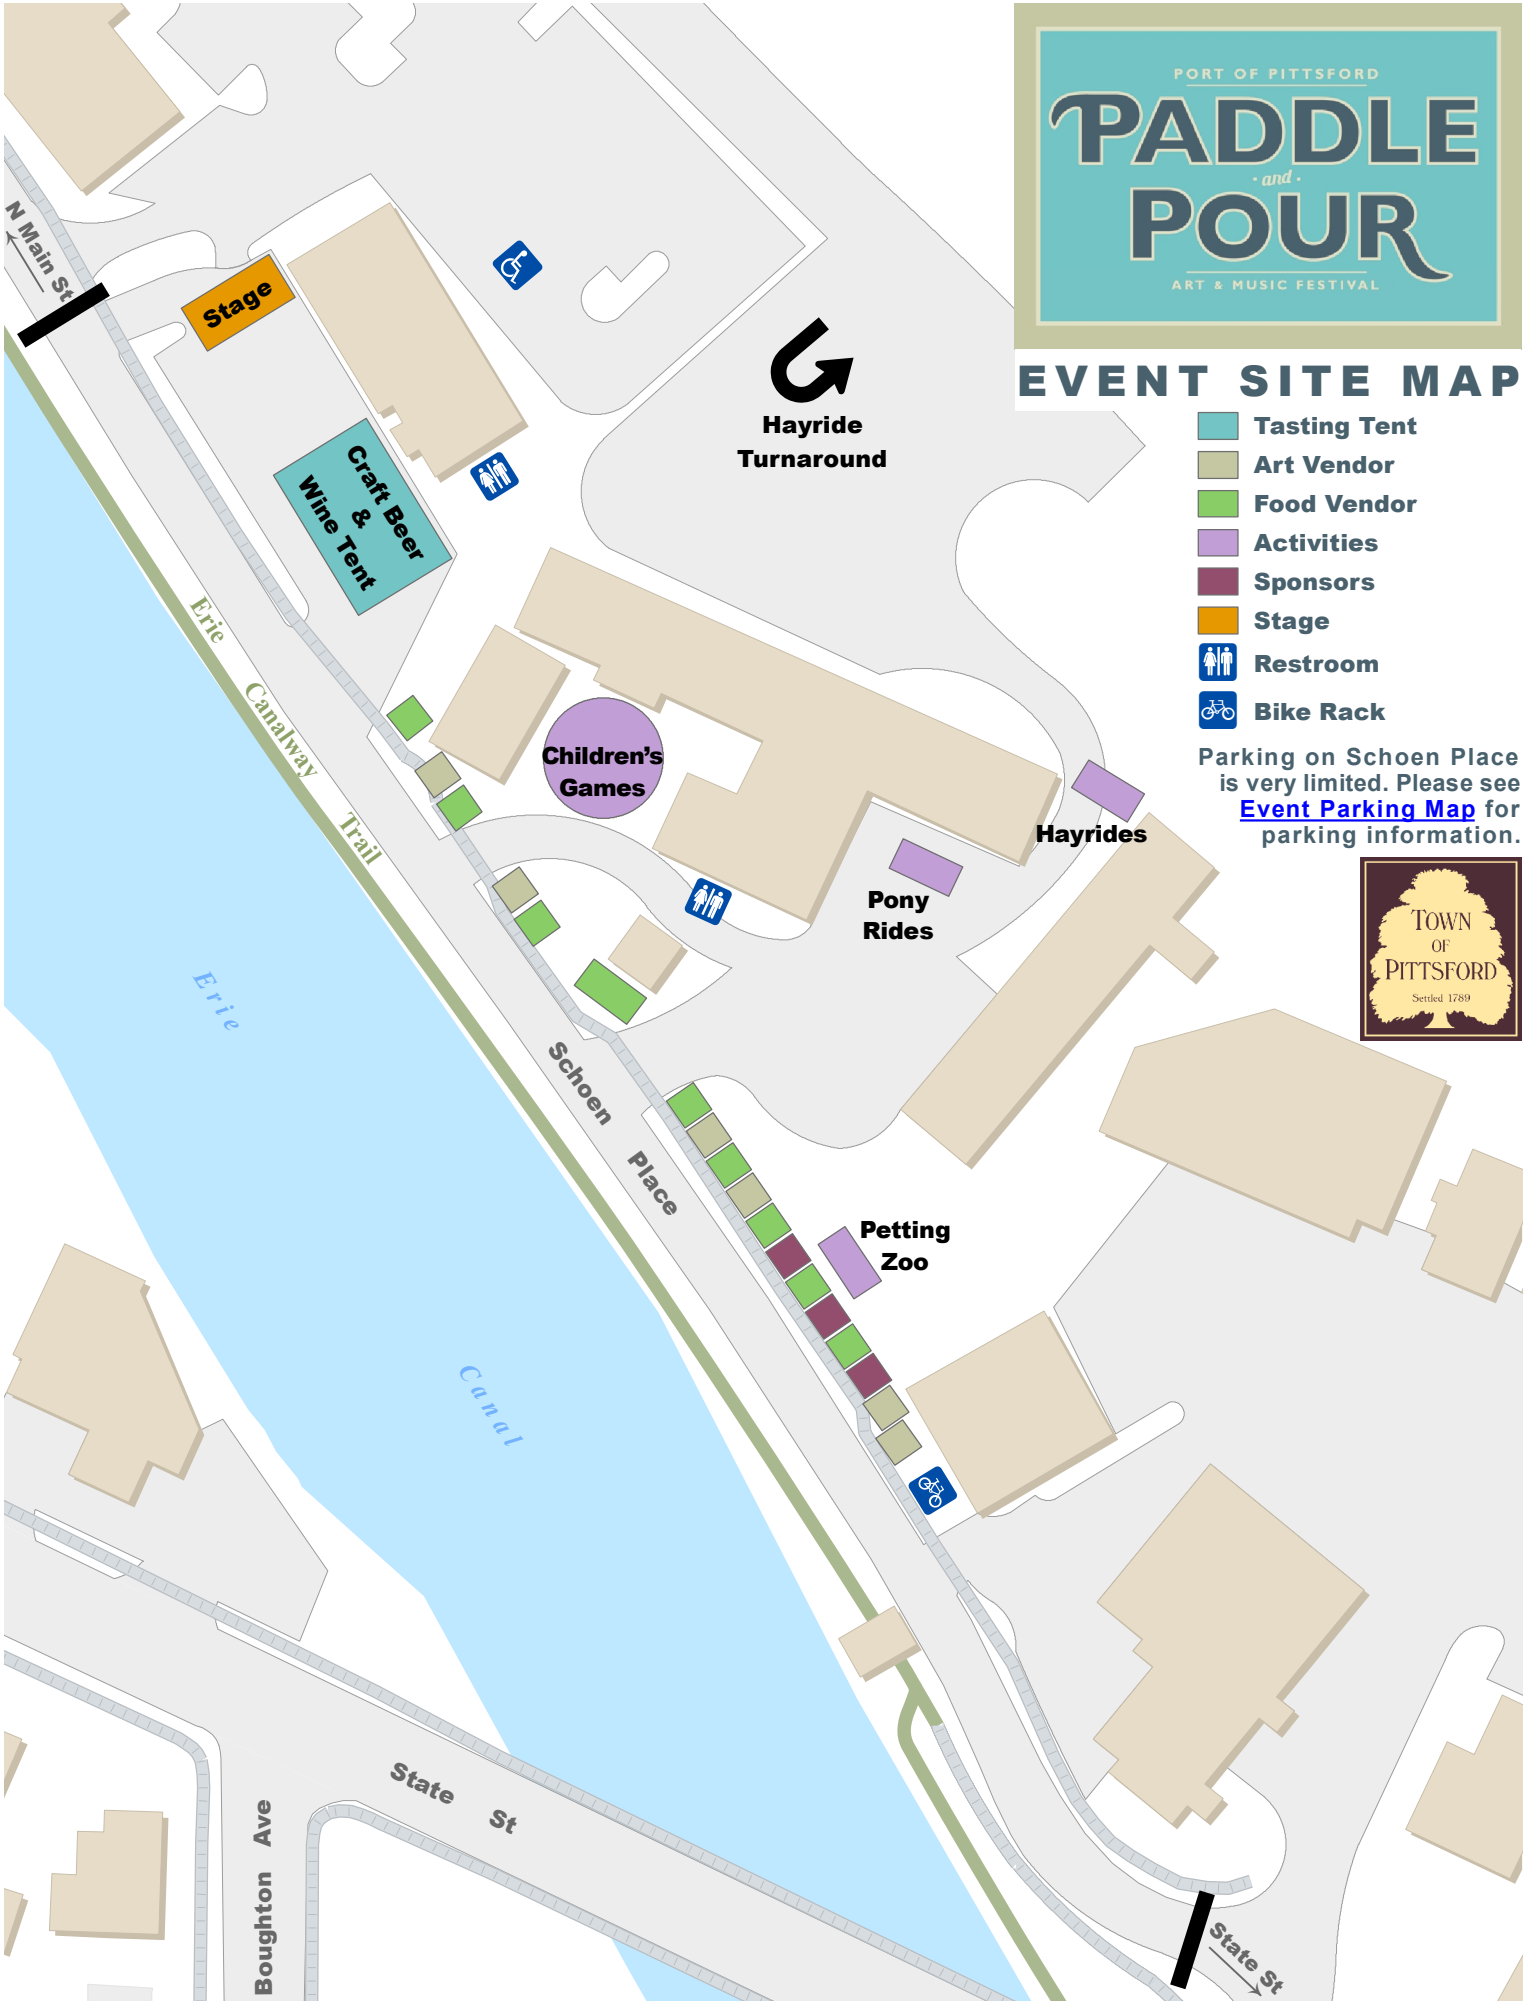 PORT OF PITTSFORD
PADDLE
· and ·
POUR
ART & MUSIC FESTIVAL
EVENT SITE MAP
Tasting Tent
Art Vendor
Food Vendor
Activities
Sponsors
Stage
Restroom
Bike Rack
Parking on Schoen Place
is very limited. Please see
Event Parking Map for
parking information.
TOWN
OF
PITTSFORD
Settled 1789
N Main St
Stage
Hayride
Turnaround
Craft Beer
&
Wine Tent
Erie Canalway Trail
Children's
Games
Hayrides
Pony
Rides
Erie Canal
Schoen Place
Petting
Zoo
State St
Boughton Ave
State St